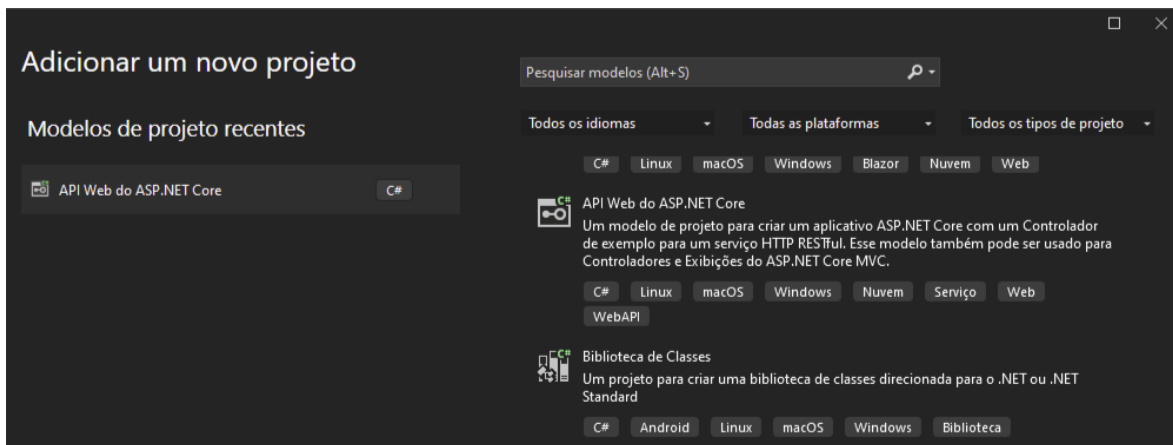 Adicionar um novo projeto
Modelos de projeto recentes
API Web do ASP.NET Core C#
Pesquisar modelos (Alt+S)
Todos os idiomas Todas as plataformas Todos os tipos de projeto
C# Linux macOS Windows Blazor Nuvem Web
C#
API Web do ASP.NET Core
Um modelo de projeto para criar um aplicativo ASP.NET Core com um Controlador
de exemplo para um serviço HTTP RESTful. Esse modelo também pode ser usado para
Controladores e Exibições do ASP.NET Core MVC.
C# Linux macOS Windows Nuvem Serviço Web
WebAPI
C#
Biblioteca de Classes
Um projeto para criar uma biblioteca de classes direcionada para o .NET ou .NET
Standard
C# Android Linux macOS Windows Biblioteca